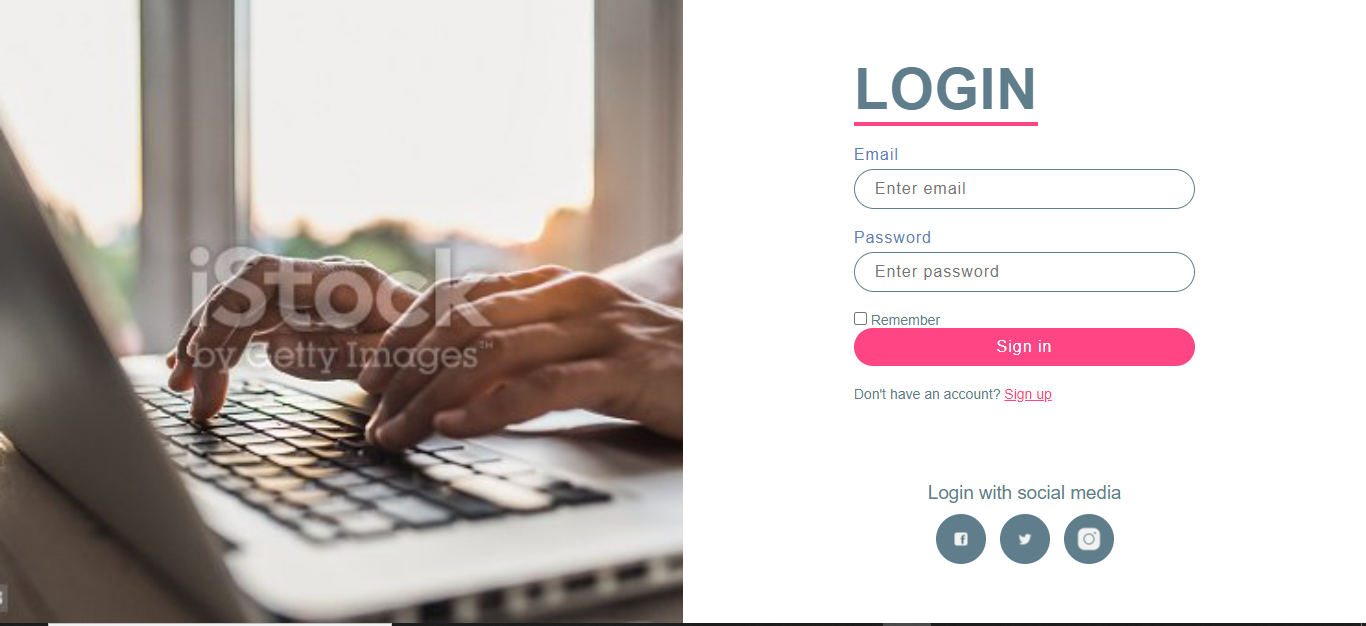 iStock
by Getty Images™
LOGIN
Email
Enter email
Password
Enter password
Remember
Sign in
Don't have an account? Sign up
Login with social media